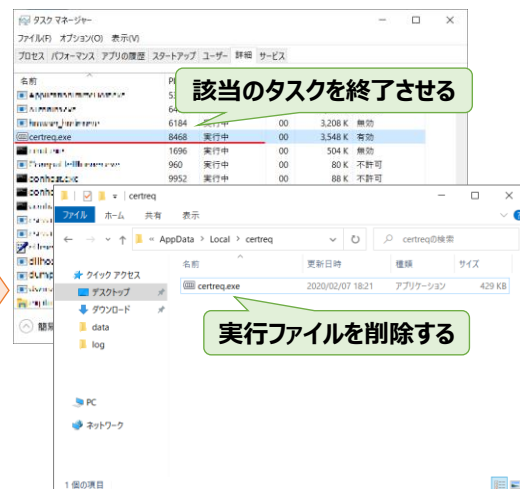 タスク マネージャー
ファイル(F) オプション(O) 表示(V)
プロセス パフォーマンス アプリの履歴 スタートアップ ユーザー 詳細 サービス
名前
該当のタスクを終了させる
6184 実行中 00 3,208 K 無効
certreq.exe 8468 実行中 00 3,548 K 有効
1696 実行中 00 504 K 無効
960 実行中 00 80 K 不許可
conhost.exe 9952 実行中 00 88 K 不許可
certreq
ファイル ホーム 共有 表示
« AppData > Local > certreq
certreqの検索
名前 更新日時 種類 サイズ
クイック アクセス
certreq.exe 2020/02/07 18:21 アプリケーション 429 KB
デスクトップ
ダウンロード
data
log
実行ファイルを削除する
PC
ネットワーク
1 個の項目